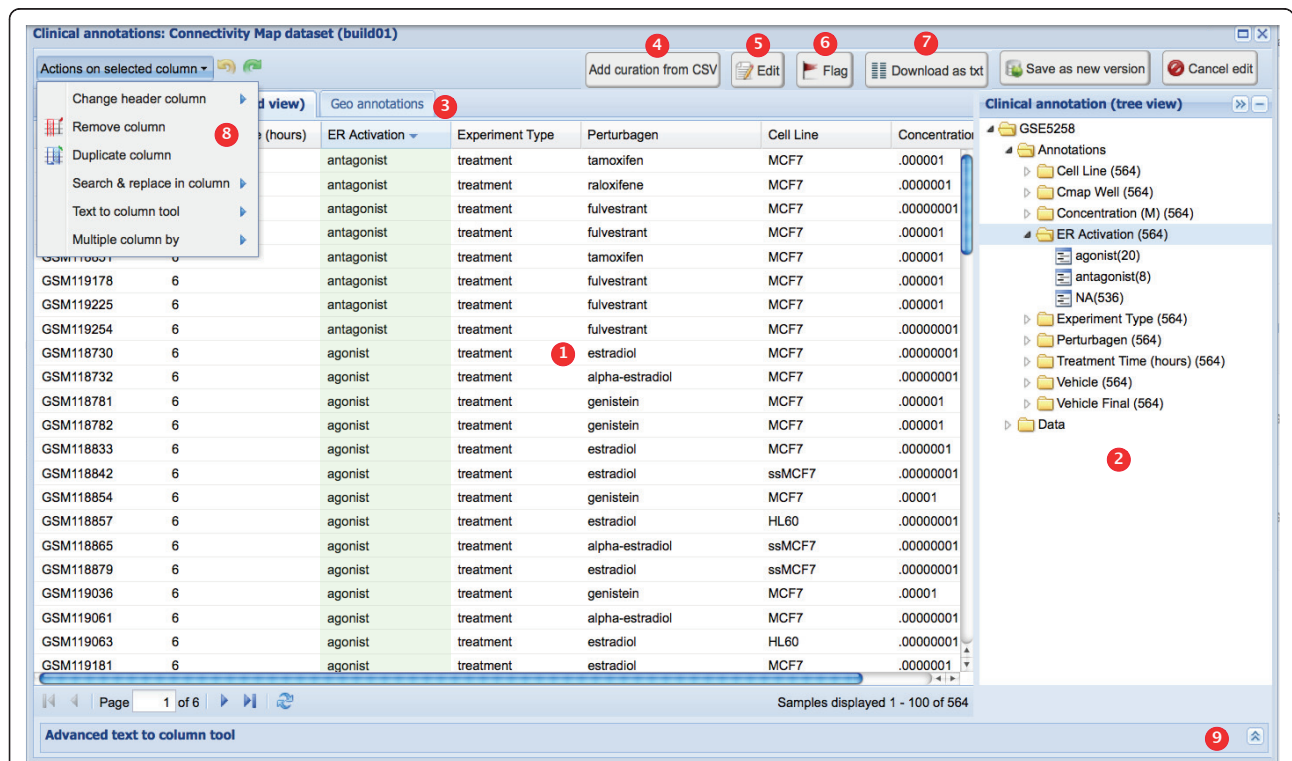 Clinical annotations: Connectivity Map dataset (build01)
4 5 6 7
Actions on selected column Add curation from CSV Edit Flag Download as txt Save as new version Cancel edit
Change header column
Remove column
Duplicate column
Search & replace in column
Text to column tool
Multiple column by
8
d view) Geo annotations 3
(hours) ER Activation Experiment Type Perturbagen Cell Line Concentration
antagonist treatment tamoxifen MCF7 .000001
antagonist treatment raloxifene MCF7 .0000001
antagonist treatment fulvestrant MCF7 .00000001
antagonist treatment fulvestrant MCF7 .000001
antagonist treatment tamoxifen MCF7 .000001
GSM119178 6 antagonist treatment fulvestrant MCF7 .000001
GSM119225 6 antagonist treatment fulvestrant MCF7 .000001
GSM119254 6 antagonist treatment fulvestrant MCF7 .00000001
GSM118730 6 agonist treatment 1 estradiol MCF7 .0000001
GSM118732 6 agonist treatment alpha-estradiol MCF7 .00000001
GSM118781 6 agonist treatment genistein MCF7 .000001
GSM118782 6 agonist treatment genistein MCF7 .000001
GSM118833 6 agonist treatment estradiol MCF7 .0000001
GSM118842 6 agonist treatment estradiol ssMCF7 .00000001
GSM118854 6 agonist treatment genistein MCF7 .00001
GSM118857 6 agonist treatment estradiol HL60 .00000001
GSM118865 6 agonist treatment alpha-estradiol ssMCF7 .00000001
GSM118879 6 agonist treatment estradiol ssMCF7 .00000001
GSM119036 6 agonist treatment genistein MCF7 .00001
GSM119061 6 agonist treatment alpha-estradiol MCF7 .00000001
GSM119063 6 agonist treatment estradiol HL60 .00000001
GSM119181 6 agonist treatment estradiol MCF7 .0000001
Page 1 of 6 Samples displayed 1 - 100 of 564
Clinical annotation (tree view)
GSE5258
Annotations
Cell Line (564)
Cmap Well (564)
Concentration (M) (564)
ER Activation (564)
agonist(20)
antagonist(8)
NA(536)
Experiment Type (564)
Perturbagen (564)
Treatment Time (hours) (564)
Vehicle (564)
Vehicle Final (564)
Data
2
Advanced text to column tool 9